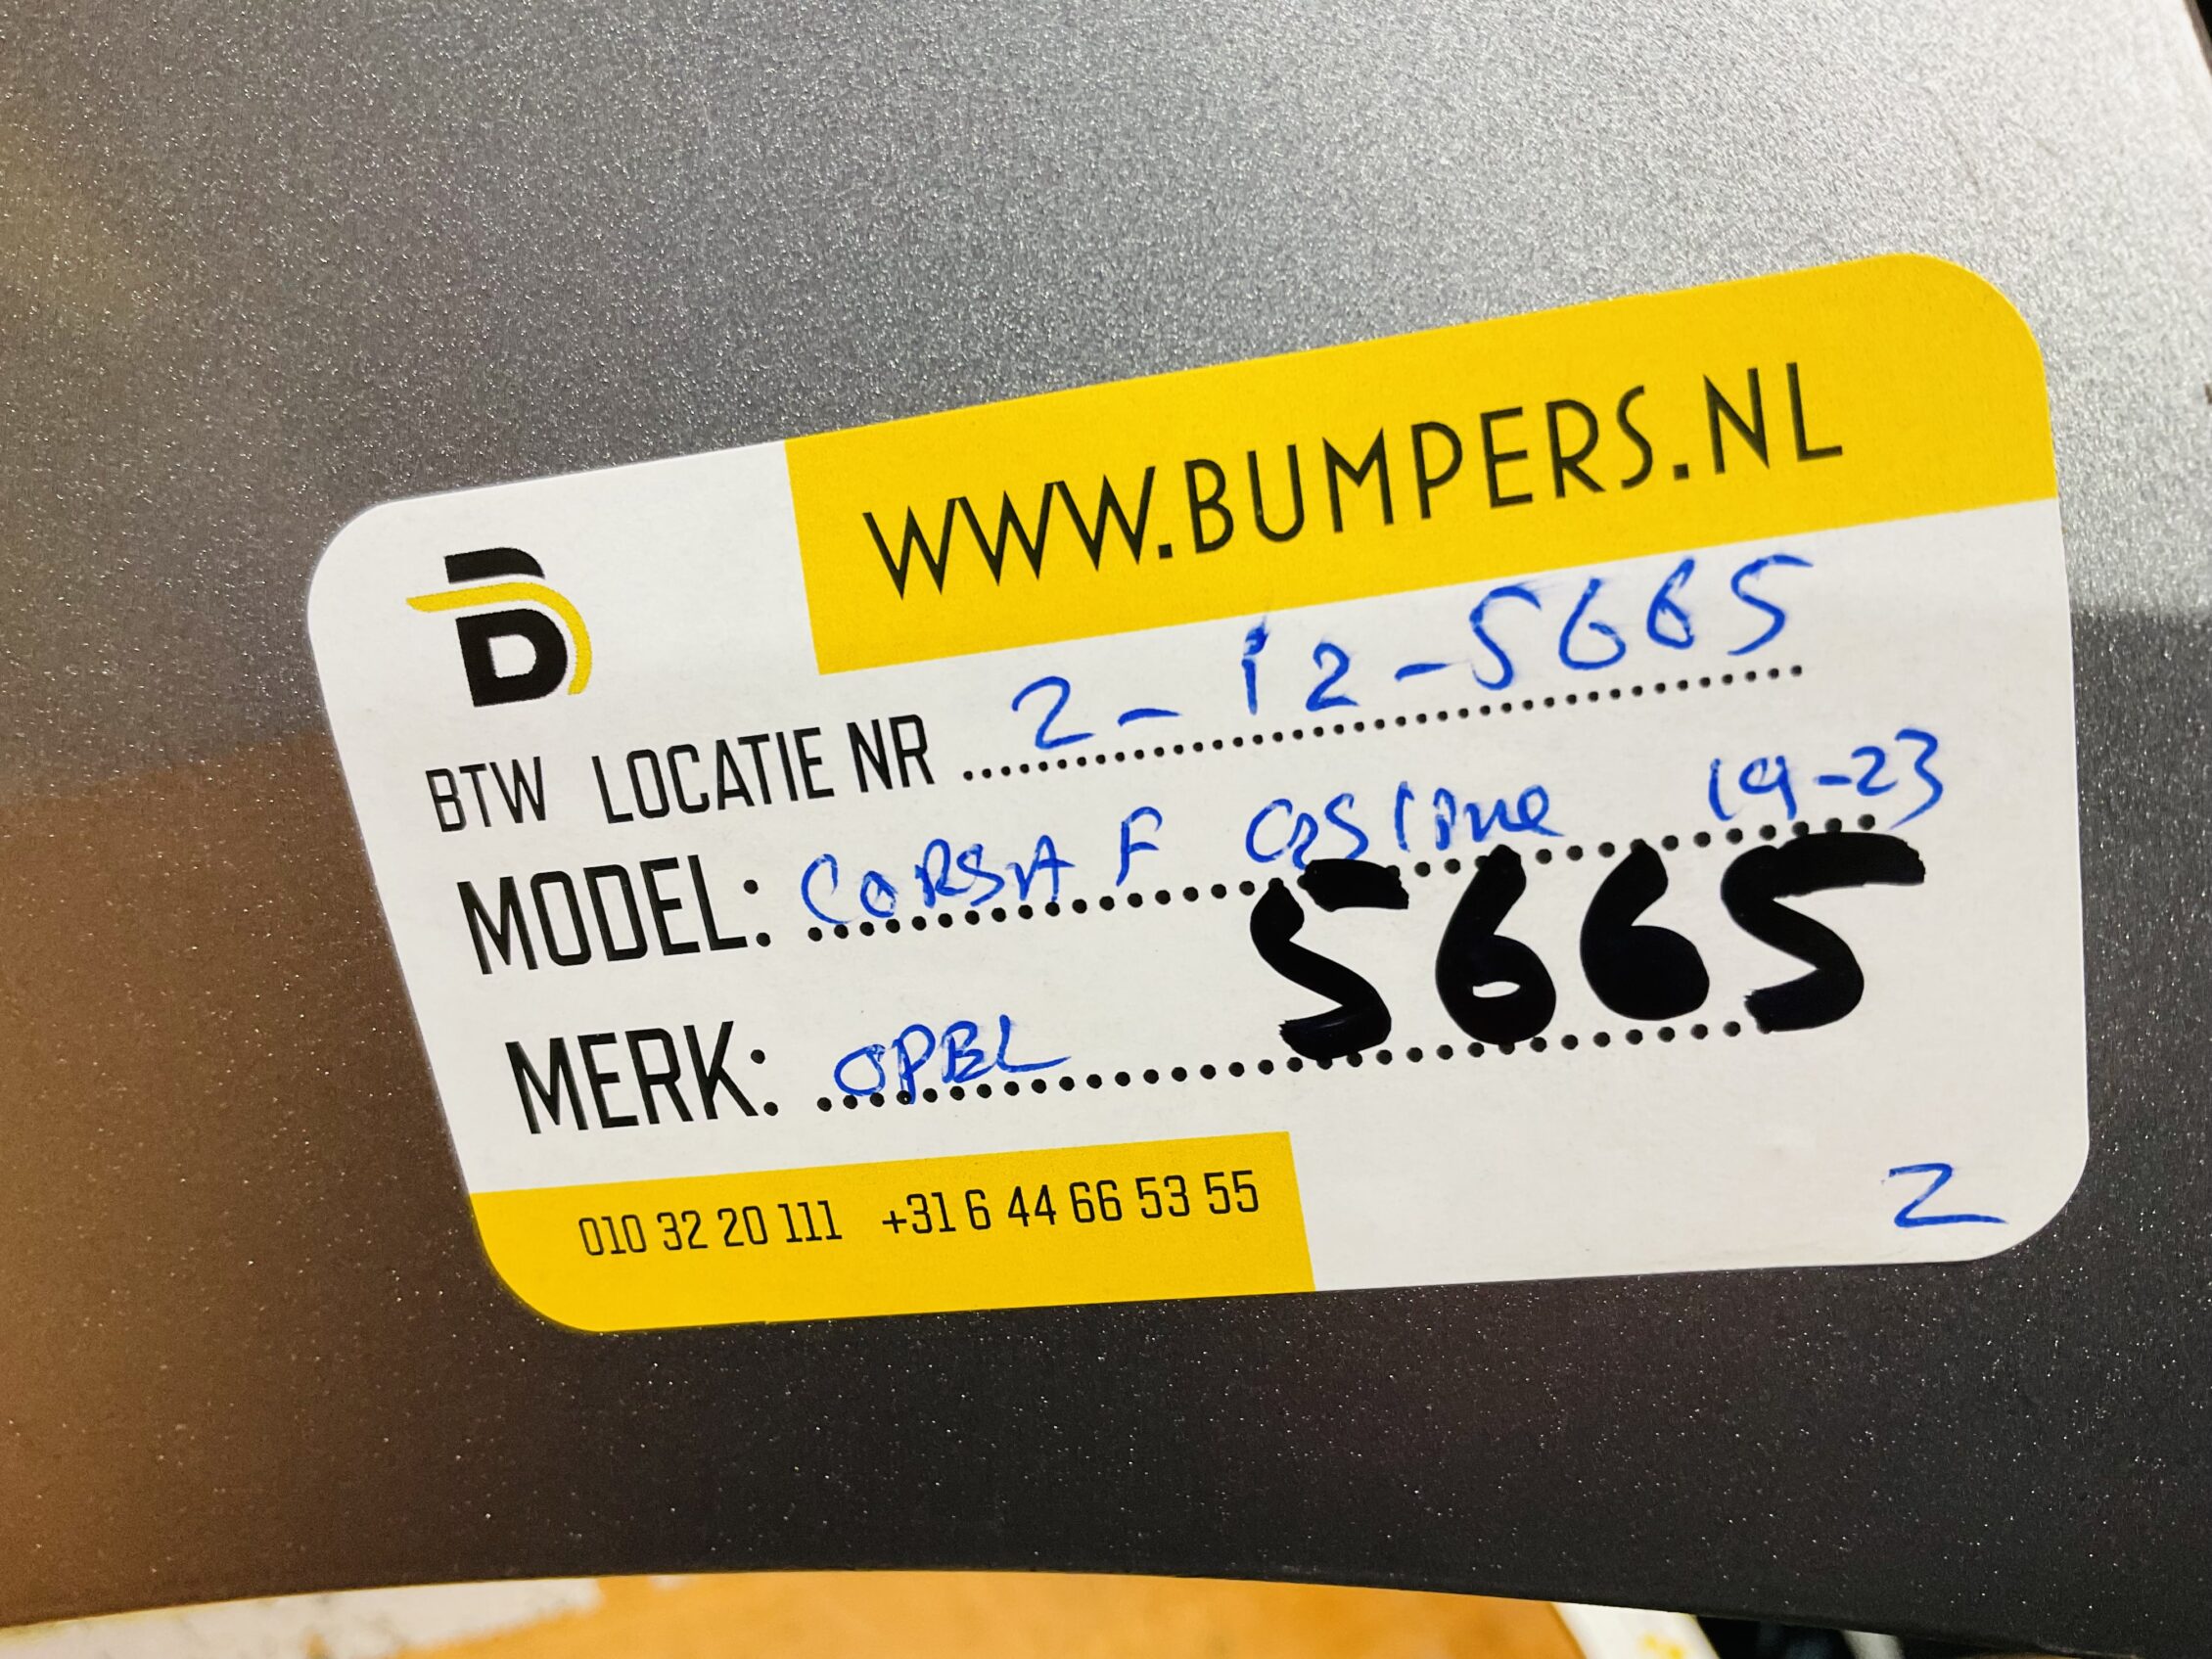 WWW.BUMPERS.NL
B
BTW LOCATIE NR 2-12-5665
MODEL: CORSA F GSLine 19-23
5665
MERK: OPEL
010 32 20 111 +31 6 44 66 53 55
2